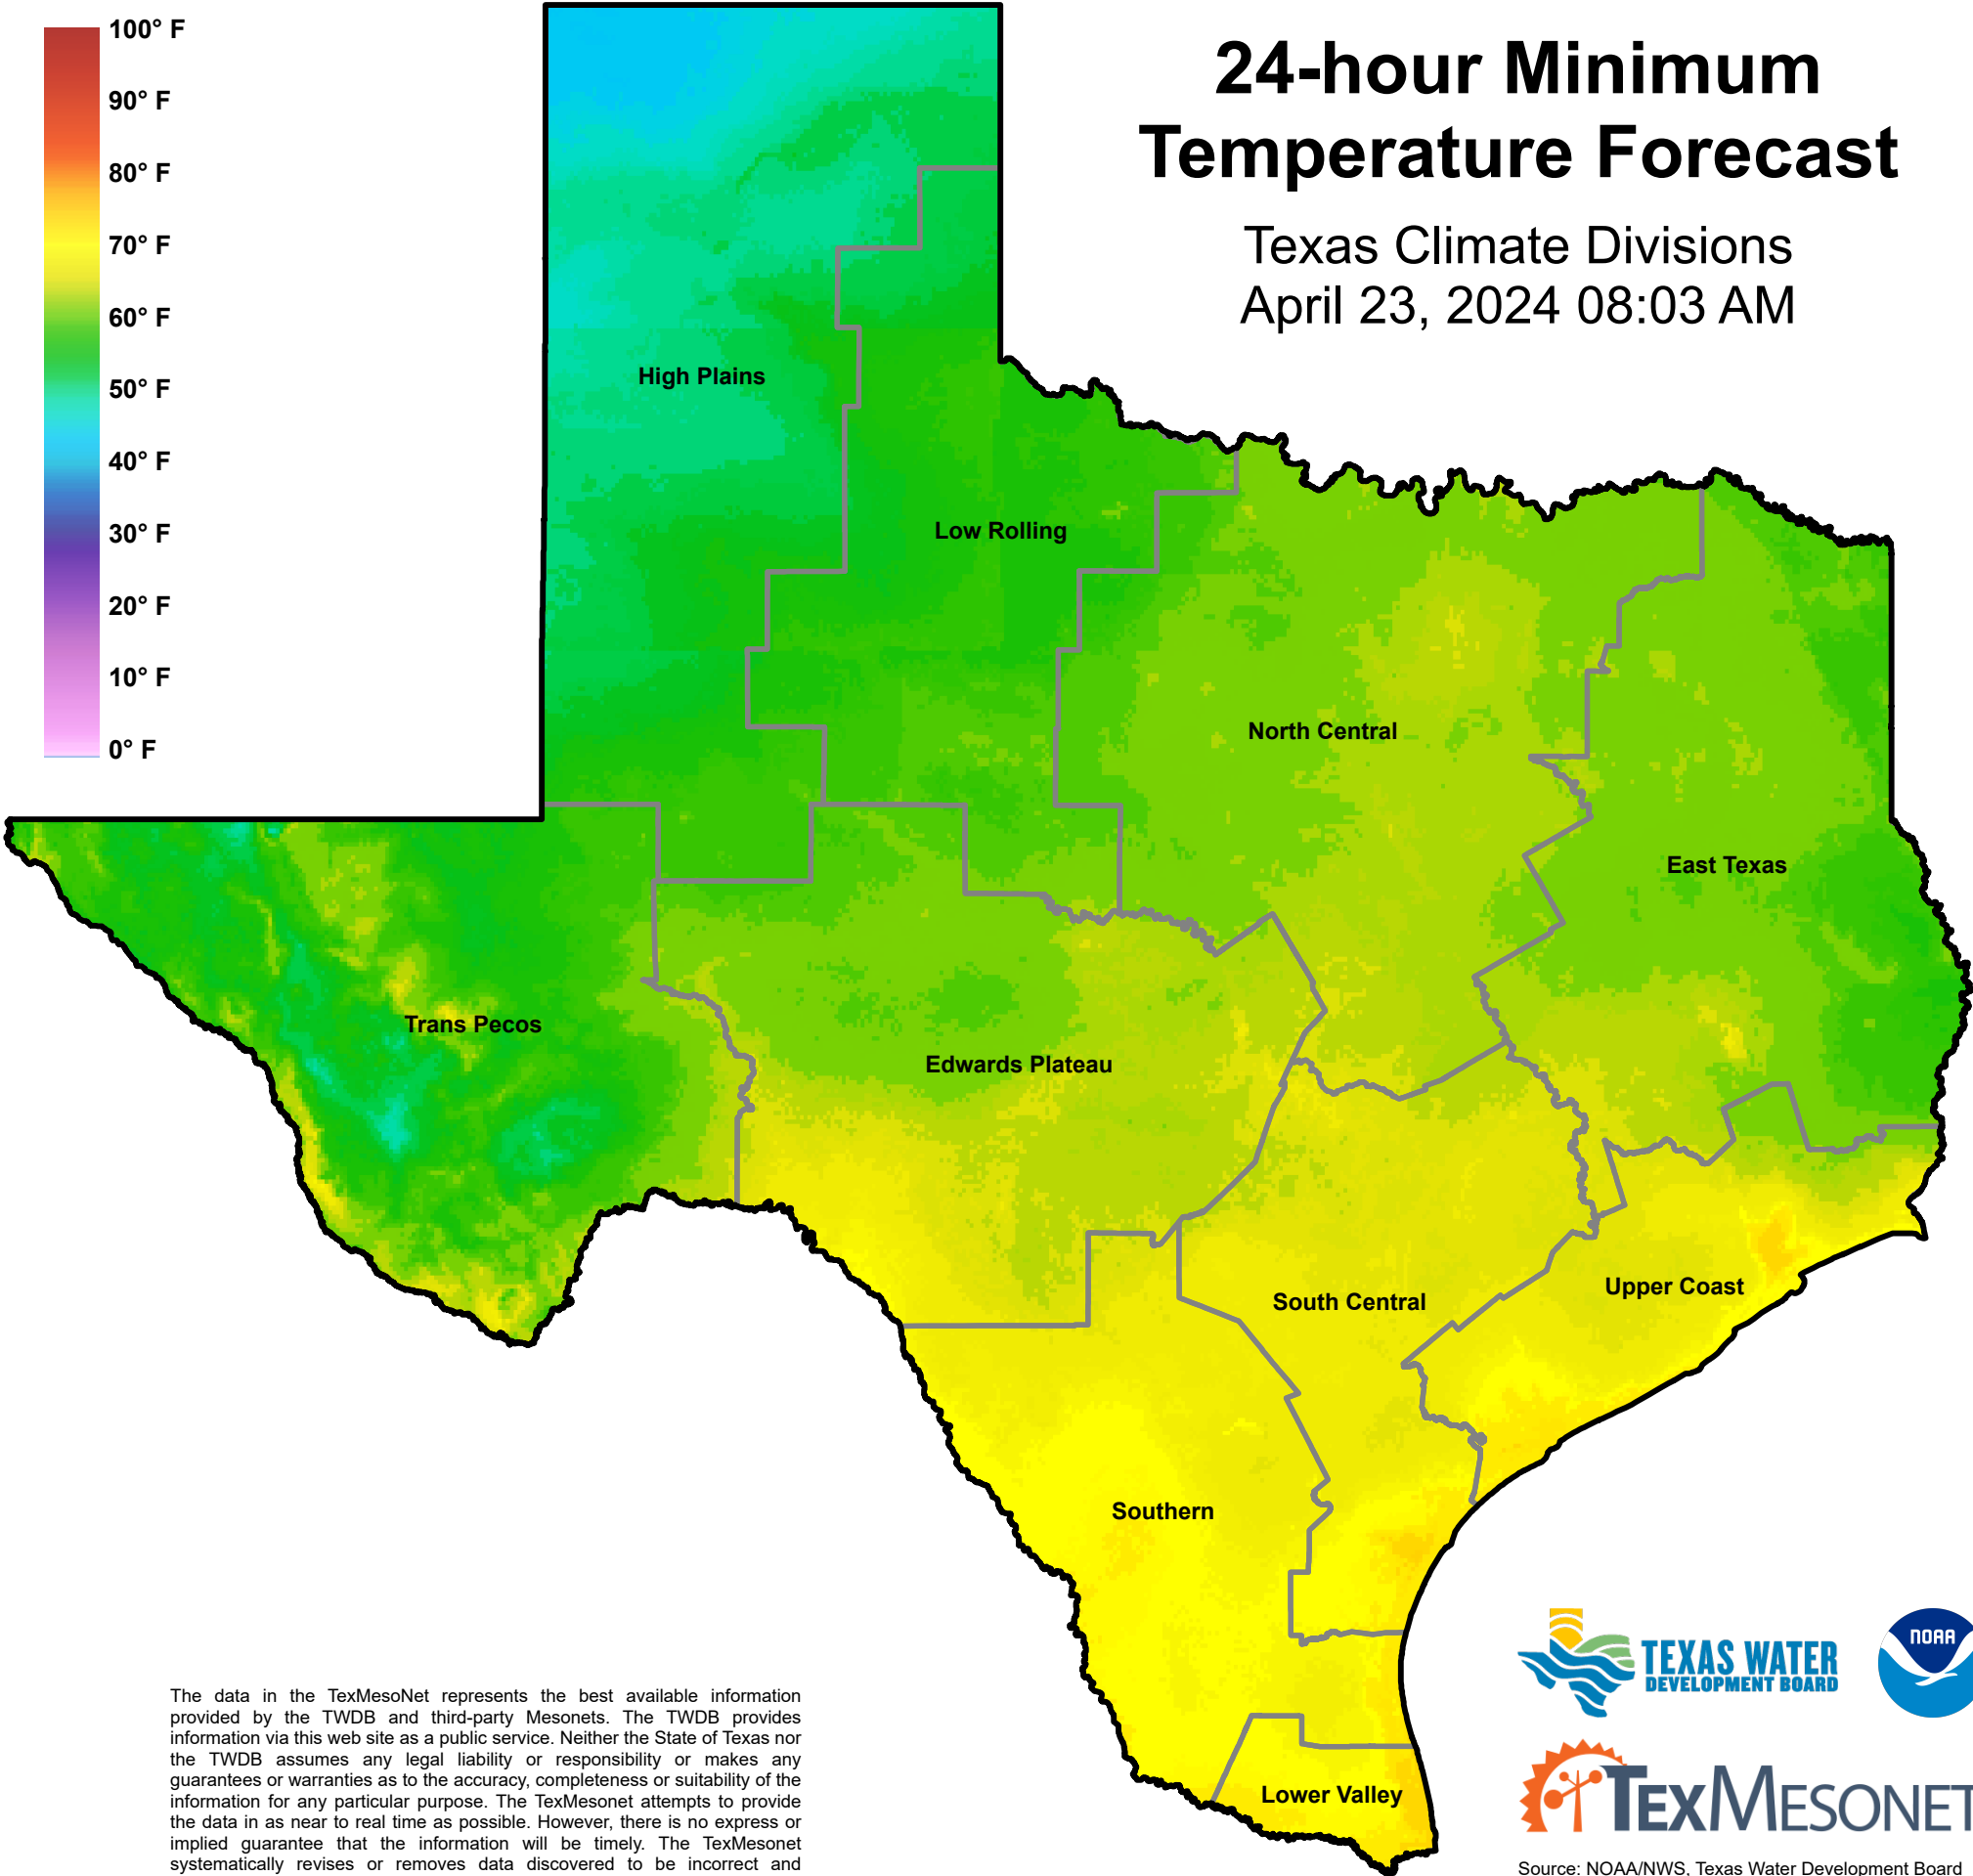 24-hour Minimum
Temperature Forecast
Texas Climate Divisions
April 23, 2024 08:03 AM
100° F
90° F
80° F
70° F
60° F
50° F
40° F
30° F
20° F
10° F
0° F
High Plains
Low Rolling
North Central
East Texas
Trans Pecos
Edwards Plateau
South Central
Upper Coast
Southern
Lower Valley
The data in the TexMesoNet represents the best available information
provided by the TWDB and third-party Mesonets. The TWDB provides
information via this web site as a public service. Neither the State of Texas nor
the TWDB assumes any legal liability or responsibility or makes any
guarantees or warranties as to the accuracy, completeness or suitability of the
information for any particular purpose. The TexMesonet attempts to provide
the data in as near to real time as possible. However, there is no express or
implied guarantee that the information will be timely. The TexMesonet
systematically revises or removes data discovered to be incorrect and
TEXAS WATER
DEVELOPMENT BOARD
NOAA
TEXMESONET
Source: NOAA/NWS, Texas Water Development Board